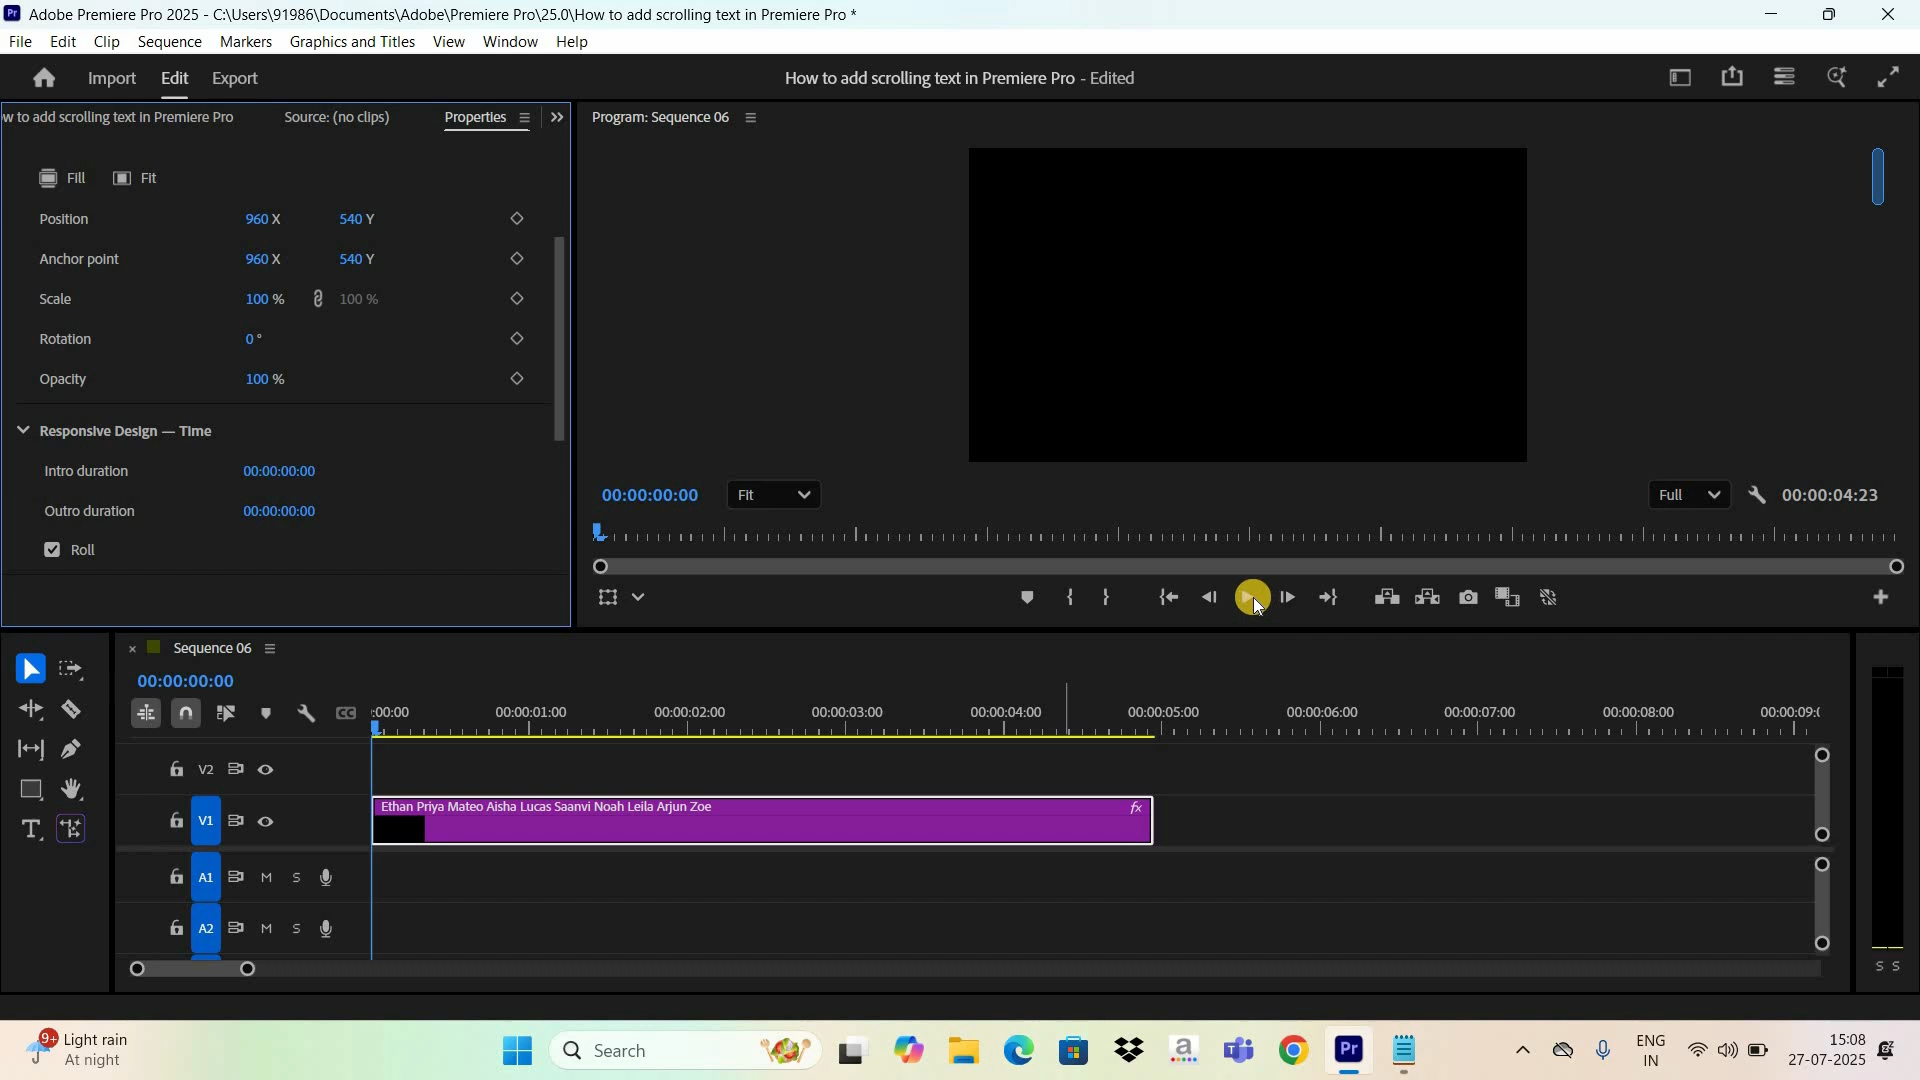 Pr Adobe Premiere Pro 2025 - C:\Users\91986\Documents\Adobe\Premiere Pro\25.0\How to add scrolling text in Premiere Pro *
File Edit Clip Sequence Markers Graphics and Titles View Window Help
Import Edit Export How to add scrolling text in Premiere Pro - Edited
w to add scrolling text in Premiere Pro Source: (no clips) Properties
Program: Sequence 06
Fill Fit
Position 960 X 540 Y
Anchor point 960 X 540 Y
Scale 100 % 100 %
Rotation 0 °
Opacity 100 %
Responsive Design — Time
Intro duration 00:00:00:00
Outro duration 00:00:00:00
Roll
00:00:00:00 Fit Full 00:00:04:23
× Sequence 06
00:00:00:00
CC :00:00 00:00:01:00 00:00:02:00 00:00:03:00 00:00:04:00 00:00:05:00 00:00:06:00 00:00:07:00 00:00:08:00 00:00:09:0
V2
Ethan Priya Mateo Aisha Lucas Saanvi Noah Leila Arjun Zoe fx
V1
T
A1 M S
A2 M S
S S
9+ Light rain
At night
Search
a
Pr
ENG
IN
15:08
27-07-2025